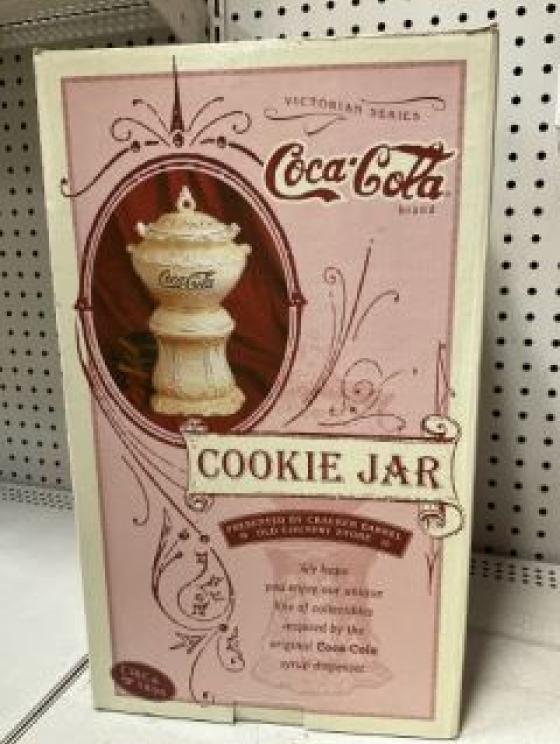 VICTORIAN SERIES
Coca-Cola
brand
Coca-Cola
COOKIE JAR
PRESENTED BY CRACKER BARREL
OLD COUNTRY STORE
We hope
you enjoy our unique
line of collectibles
inspired by the
original Coca-Cola
syrup dispenser.
CIRCA